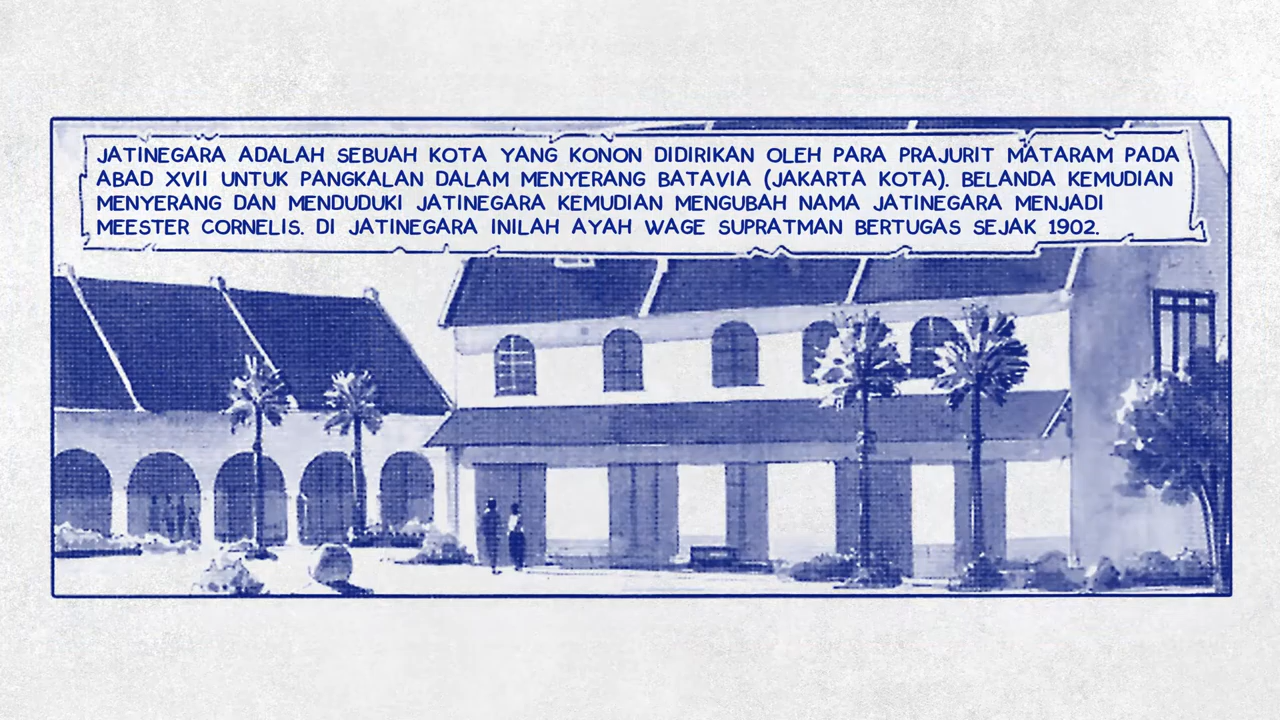 JATINEGARA ADALAH SEBUAH KOTA YANG KONON DIDIRIKAN OLEH PARA PRAJURIT MATARAM PADA
ABAD XVII UNTUK PANGKALAN DALAM MENYERANG BATAVIA (JAKARTA KOTA). BELANDA KEMUDIAN
MENYERANG DAN MENDUDUKI JATINEGARA KEMUDIAN MENGUBAH NAMA JATINEGARA MENJADI
MEESTER CORNELIS. DI JATINEGARA INILAH AYAH WAGE SUPRATMAN BERTUGAS SEJAK 1902.